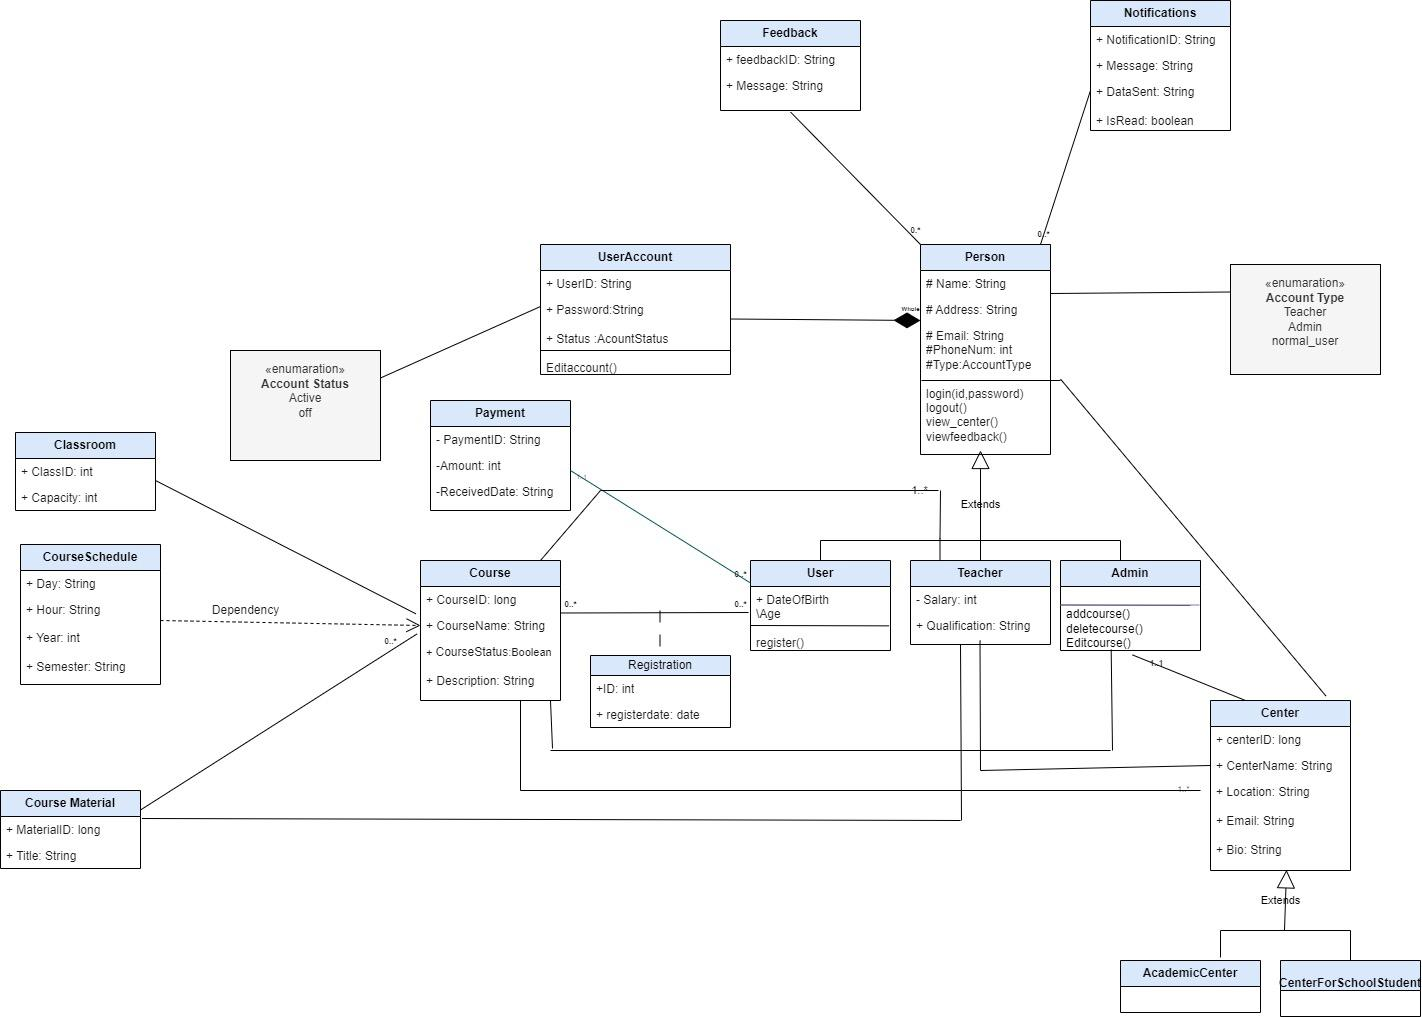 Notifications
+ NotificationID: String
+ Message: String
+ DataSent: String
+ IsRead: boolean
Feedback
+ feedbackID: String
+ Message: String
0..*
0..*
UserAccount
+ UserID: String
+ Password:String
+ Status :AcountStatus
Editaccount()
Whole
Person
# Name: String
# Address: String
# Email: String
#PhoneNum: int
#Type:AccountType
login(id,password)
logout()
view_center()
viewfeedback()
«enumaration»
Account Type
Teacher
Admin
normal_user
«enumaration»
Account Status
Active
off
Payment
- PaymentID: String
-Amount: int
-ReceivedDate: String
1..1
Classroom
+ ClassID: int
+ Capacity: int
1..*
Extends
CourseSchedule
+ Day: String
+ Hour: String
+ Year: int
+ Semester: String
Dependency
0..*
Course
+ CourseID: long
+ CourseName: String
+ CourseStatus:Boolean
+ Description: String
0..*
0..*
0..*
User
+ DateOfBirth
\Age
register()
Teacher
- Salary: int
+ Qualification: String
Admin
addcourse()
deletecourse()
Editcourse()
1..1
Registration
+ID: int
+ registerdate: date
Center
+ centerID: long
+ CenterName: String
+ Location: String
+ Email: String
+ Bio: String
1..*
Course Material
+ MaterialID: long
+ Title: String
Extends
AcademicCenter
CenterForSchoolStudent